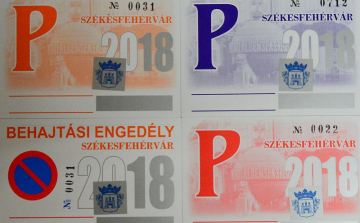 № 0031
P
SZÉKESFEHÉRVÁR
2018
№ 0712
P
SZÉKESFEHÉRVÁR
2018
BEHAJTÁSI ENGEDÉLY
SZÉKESFEHÉRVÁR
№ 0031
2018
№ 0022
P
SZÉKESFEHÉRVÁR
2018